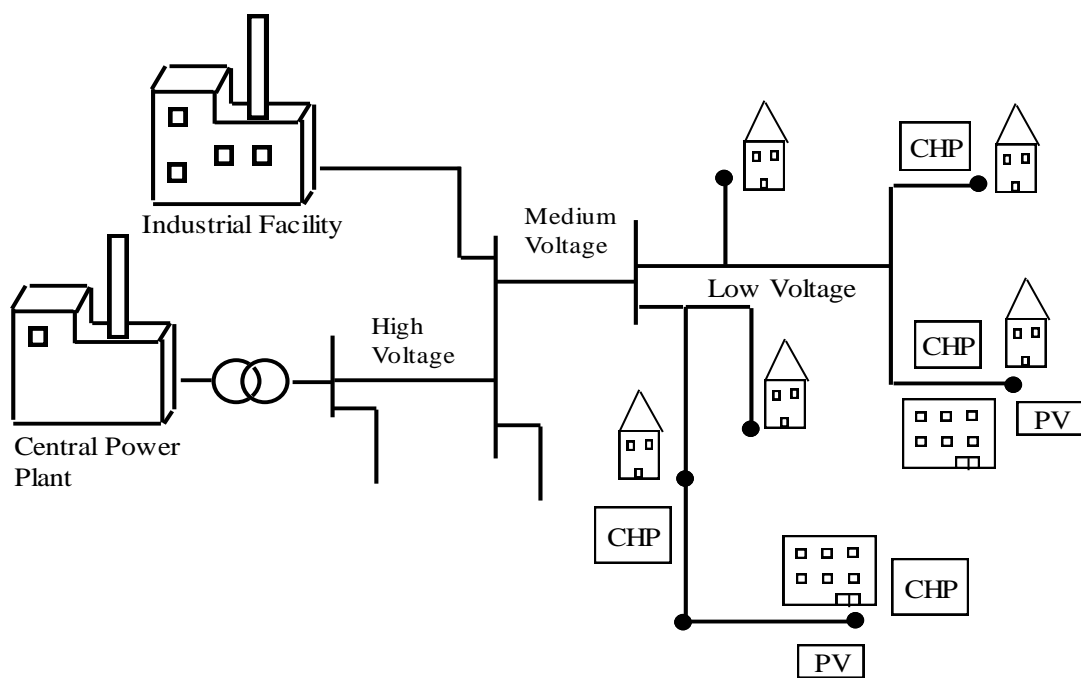 CHP
Industrial Facility
Medium
Voltage
Low Voltage
High
Voltage
CHP
PV
Central Power
Plant
CHP
CHP
PV